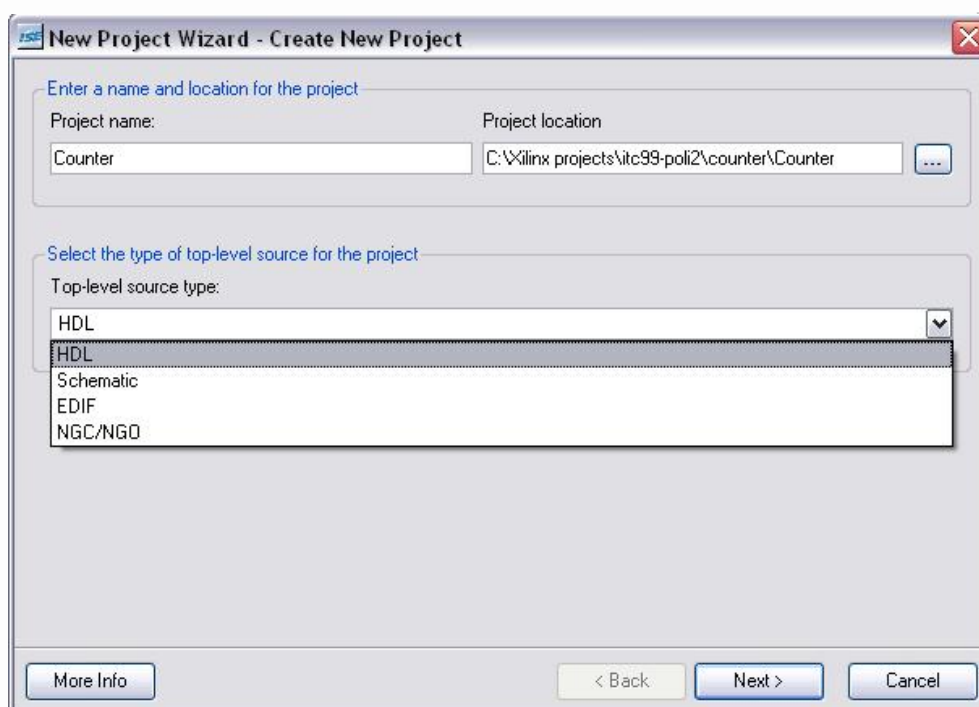 ISE New Project Wizard - Create New Project
Enter a name and location for the project
Project name: Project location
Counter C:\Xilinx projects\itc99-poli2\counter\Counter ...
Select the type of top-level source for the project
Top-level source type:
HDL
HDL
Schematic
EDIF
NGC/NGO
More Info < Back Next > Cancel